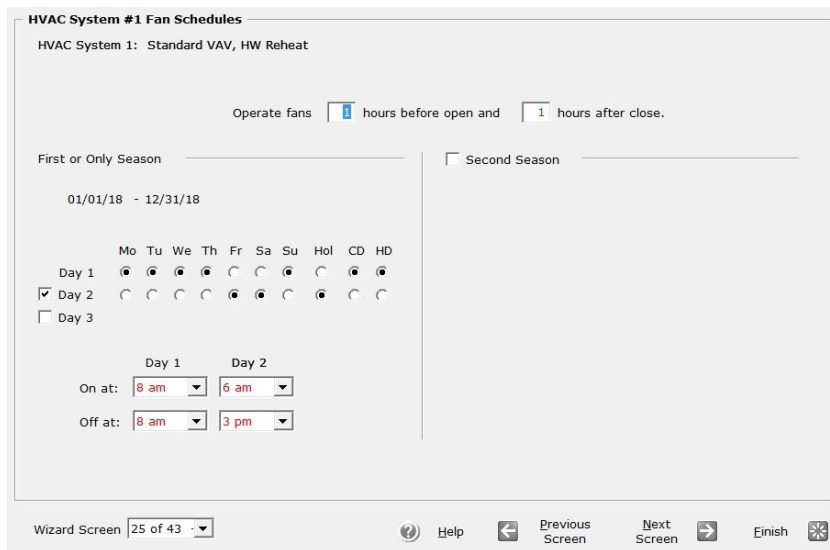 HVAC System #1 Fan Schedules
HVAC System 1: Standard VAV, HW Reheat
Operate fans 1 hours before open and 1 hours after close.
First or Only Season
Second Season
01/01/18 - 12/31/18
Mo Tu We Th Fr Sa Su Hol CD HD
Day 1
Day 2
Day 3
Day 1 Day 2
On at: 8 am 6 am
Off at: 8 am 3 pm
Wizard Screen 25 of 43
Help
Previous Screen
Next Screen
Finish